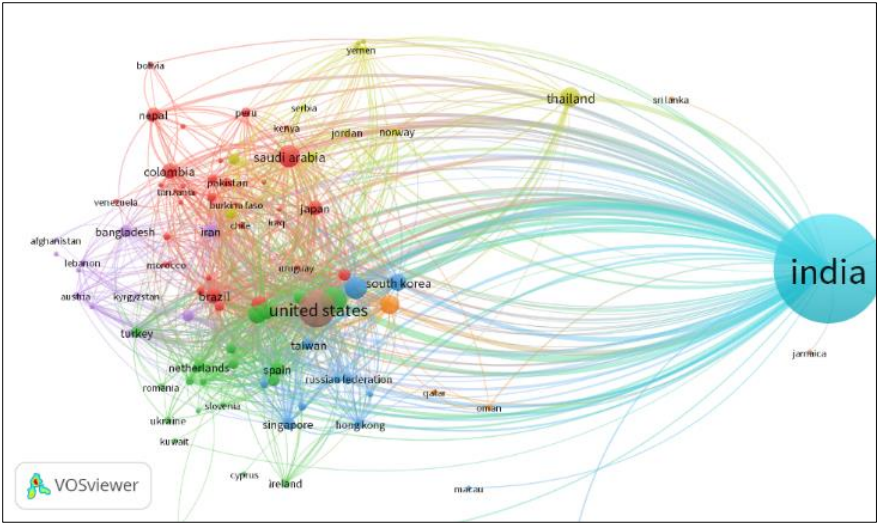 yemen
bolivia
thailand
sri lanka
serbia
nepal
peru
kenya
jordan
norway
saudi arabia
colombia
pakistan
tanzania
venezuela
burkina faso
japan
chile
iraq
bangladesh
iran
afghanistan
lebanon
morocco
uruguay
india
south korea
austria
kyrgyzstan
brazil
united states
turkey
taiwan
jamaica
netherlands
spain
russian federation
romania
qatar
slovenia
oman
ukraine
singapore
hong kong
kuwait
cyprus
ireland
macau
VOSviewer